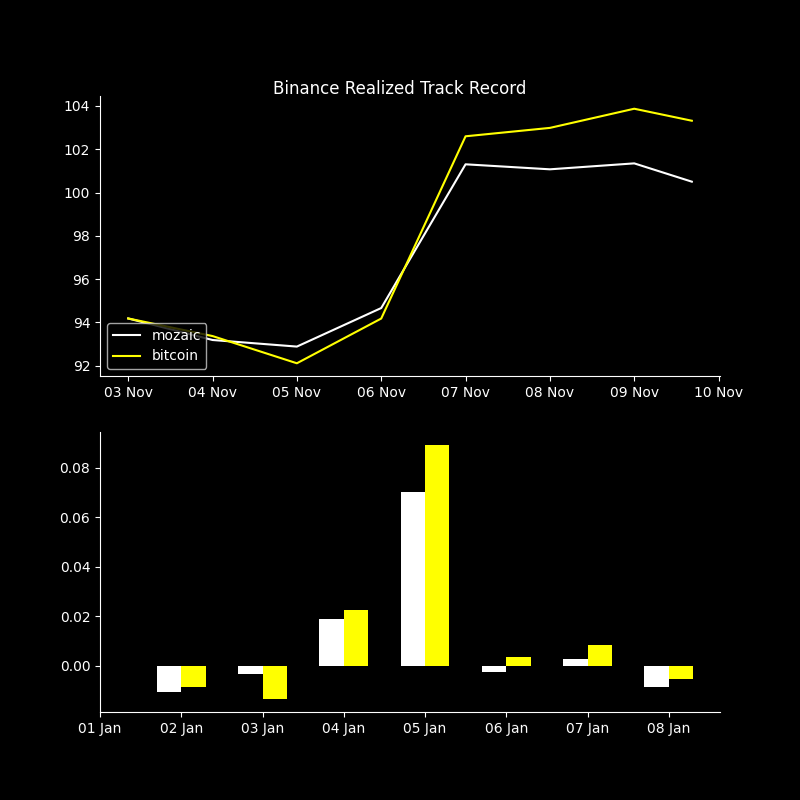 Binance Realized Track Record
104
102
100
98
96
94
92
mozaic
bitcoin
03 Nov 04 Nov 05 Nov 06 Nov 07 Nov 08 Nov 09 Nov 10 Nov
0.08
0.06
0.04
0.02
0.00
01 Jan 02 Jan 03 Jan 04 Jan 05 Jan 06 Jan 07 Jan 08 Jan